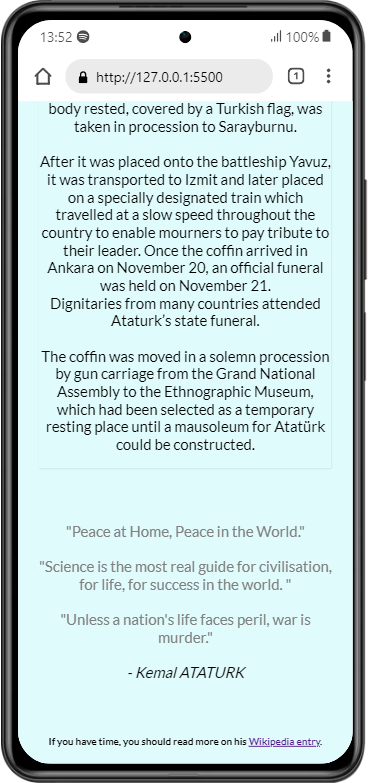 13:52 100%
http://127.0.0.1:5500 1
body rested, covered by a Turkish flag, was
taken in procession to Sarayburnu.
After it was placed onto the battleship Yavuz,
it was transported to Izmit and later placed
on a specially designated train which
travelled at a slow speed throughout the
country to enable mourners to pay tribute to
their leader. Once the coffin arrived in
Ankara on November 20, an official funeral
was held on November 21.
Dignitaries from many countries attended
Ataturk’s state funeral.
The coffin was moved in a solemn procession
by gun carriage from the Grand National
Assembly to the Ethnographic Museum,
which had been selected as a temporary
resting place until a mausoleum for Atatürk
could be constructed.
"Peace at Home, Peace in the World."
"Science is the most real guide for civilisation,
for life, for success in the world. "
"Unless a nation's life faces peril, war is
murder."
- Kemal ATATURK
If you have time, you should read more on his Wikipedia entry.